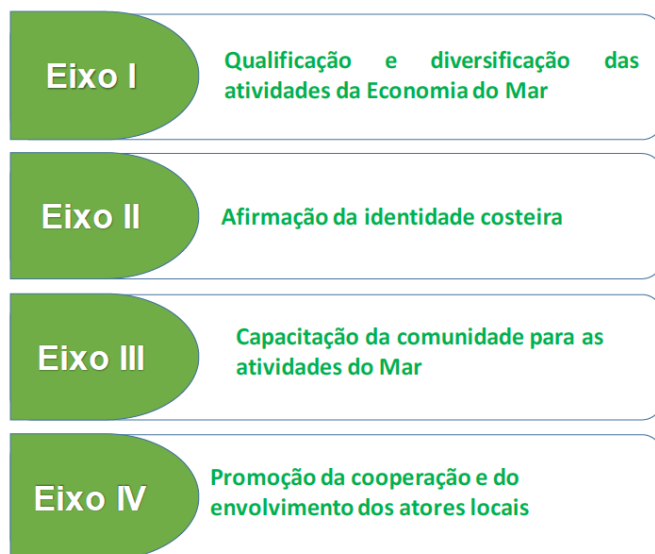 Eixo I
Qualificação e diversificação das
atividades da Economia do Mar
Eixo II
Afirmação da identidade costeira
Eixo III
Capacitação da comunidade para as
atividades do Mar
Eixo IV
Promoção da cooperação e do
envolvimento dos atores locais